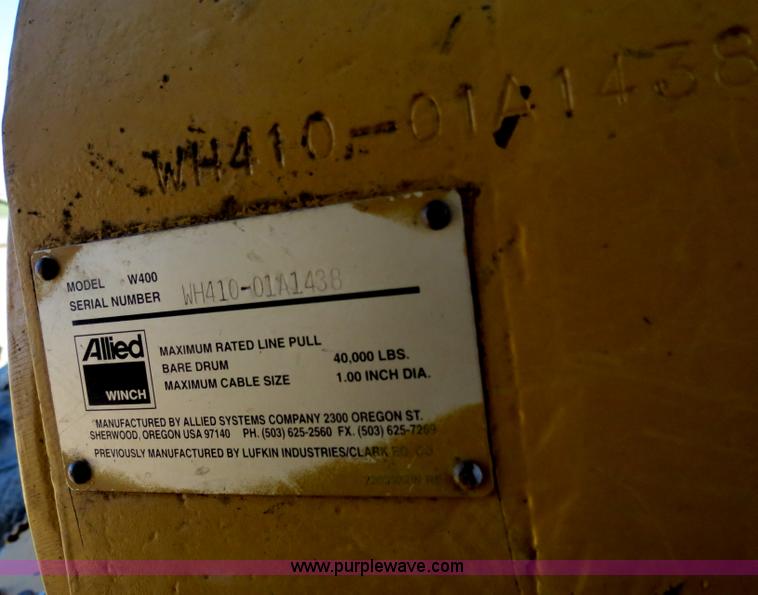 WH410-01A1438
MODEL W400
SERIAL NUMBER WH410-01A1438
Allied
WINCH
MAXIMUM RATED LINE PULL
BARE DRUM 40,000 LBS.
MAXIMUM CABLE SIZE 1.00 INCH DIA.
MANUFACTURED BY ALLIED SYSTEMS COMPANY 2300 OREGON ST.
SHERWOOD, OREGON USA 97140 PH. (503) 625-2560 FX. (503) 625-7269
PREVIOUSLY MANUFACTURED BY LUFKIN INDUSTRIES/CLARK EQ. CO
www.purplewave.com